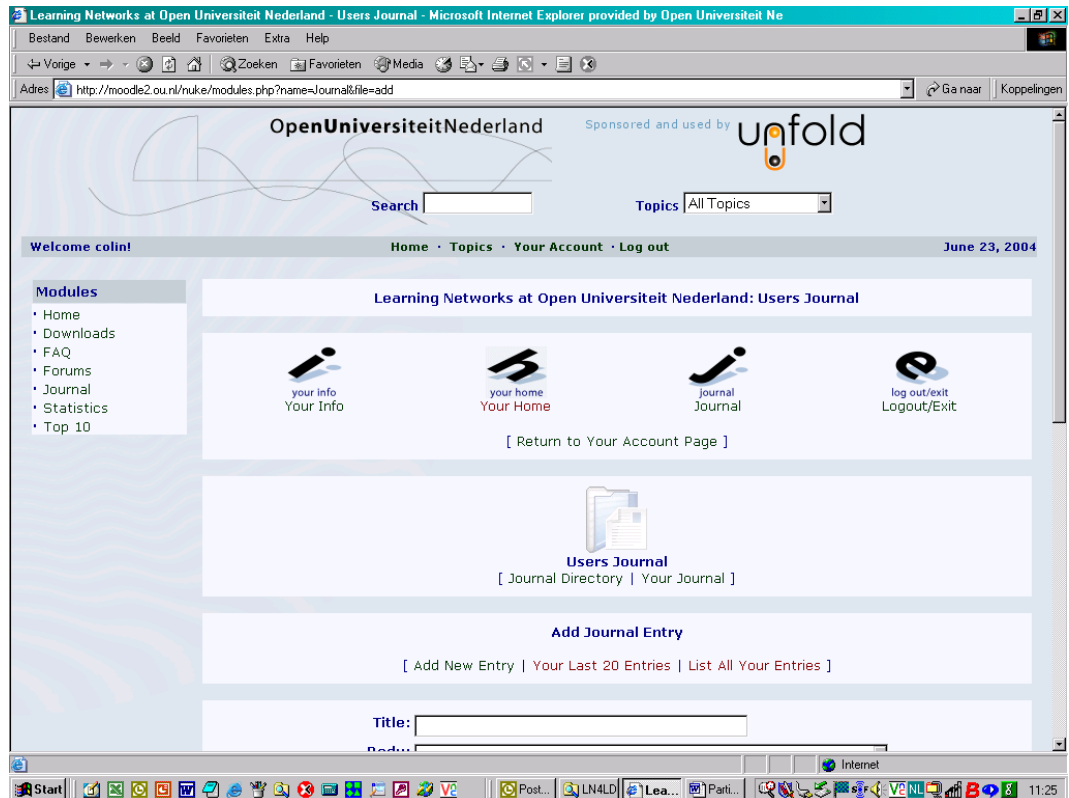 Learning Networks at Open Universiteit Nederland - Users Journal - Microsoft Internet Explorer provided by Open Universiteit Ne
Bestand Bewerken Beeld Favorieten Extra Help
Vorige Zoeken Favorieten Media
Adres http://moodle2.ou.nl/nuke/modules.php?name=Journal&file=add Ga naar Koppelingen
OpenUniversiteitNederland Sponsored and used by unfold
Search Topics All Topics
Welcome colin! Home · Topics · Your Account · Log out June 23, 2004
Modules
· Home
· Downloads
· FAQ
· Forums
· Journal
· Statistics
· Top 10
Learning Networks at Open Universiteit Nederland: Users Journal
your info your home journal log out/exit
Your Info Your Home Journal Logout/Exit
[ Return to Your Account Page ]
Users Journal
[ Journal Directory | Your Journal ]
Add Journal Entry
[ Add New Entry | Your Last 20 Entries | List All Your Entries ]
Title:
Internet
Start Post... LN4LD Lea... Parti... NL 11:25